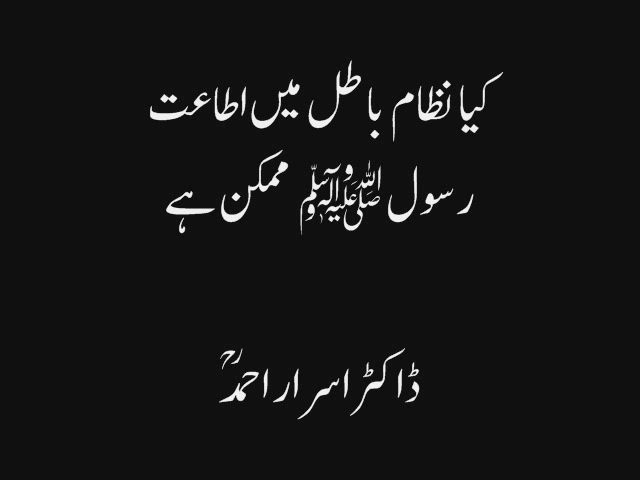 کیا نظام باطل میں اطاعت
رسول صلی اللہ علیہ وآلہ وسلم ممکن ہے
ڈاکٹر اسرار احمدؒ